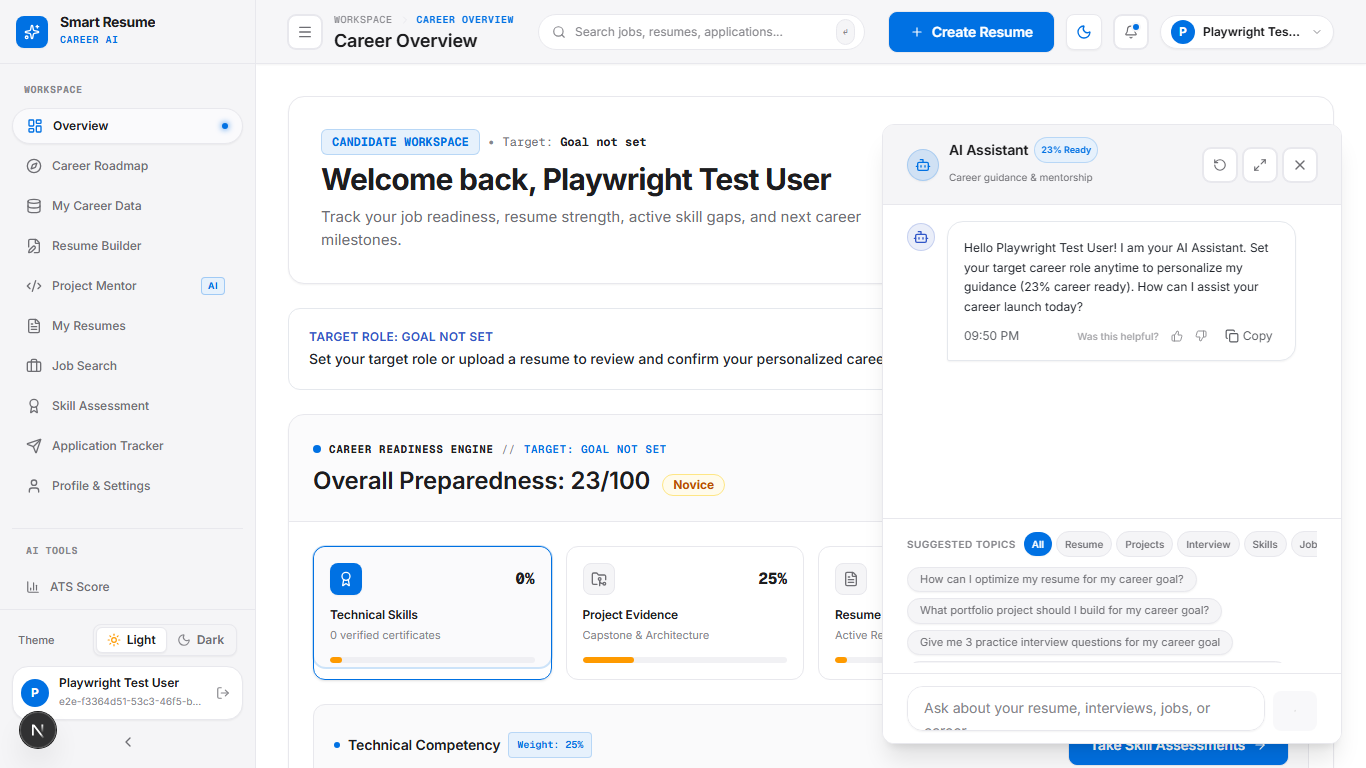 Smart Resume
CAREER AI
WORKSPACE
Overview
Career Roadmap
My Career Data
Resume Builder
Project Mentor
AI
My Resumes
Job Search
Skill Assessment
Application Tracker
Profile & Settings
AI TOOLS
ATS Score
Theme
Light
Dark
P
Playwright Test User
e2e-f3364d51-53c3-46f5-b...
N
WORKSPACE
CAREER OVERVIEW
Career Overview
Search jobs, resumes, applications...
+ Create Resume
P
Playwright Tes...
CANDIDATE WORKSPACE
• Target: Goal not set
Welcome back, Playwright Test User
Track your job readiness, resume strength, active skill gaps, and next career
milestones.
TARGET ROLE: GOAL NOT SET
Set your target role or upload a resume to review and confirm your personalized caree
CAREER READINESS ENGINE // TARGET: GOAL NOT SET
Overall Preparedness: 23/100
Novice
0%
Technical Skills
0 verified certificates
25%
Project Evidence
Capstone & Architecture
Resume
Active Re
Technical Competency
Weight: 25%
Take Skill Assessments →
AI Assistant
23% Ready
Career guidance & mentorship
Hello Playwright Test User! I am your AI Assistant. Set
your target career role anytime to personalize my
guidance (23% career ready). How can I assist your
career launch today?
09:50 PM
Was this helpful?
Copy
SUGGESTED TOPICS
All
Resume
Projects
Interview
Skills
Job
How can I optimize my resume for my career goal?
What portfolio project should I build for my career goal?
Give me 3 practice interview questions for my career goal
Ask about your resume, interviews, jobs, or
career